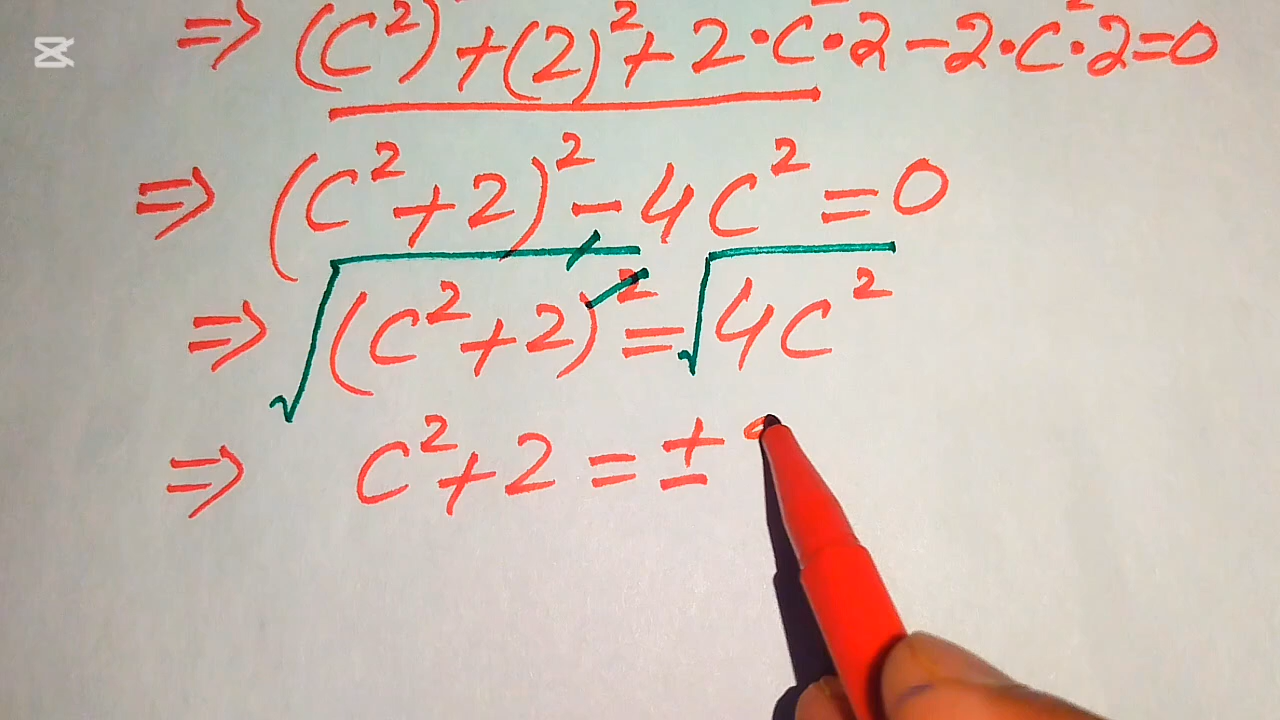 ⇒ (C²)² + (2)² + 2·C²·2 − 2·C²·2 = 0
⇒ (C² + 2)² − 4C² = 0
⇒ √(C² + 2)² = √4C²
⇒ C² + 2 = ±